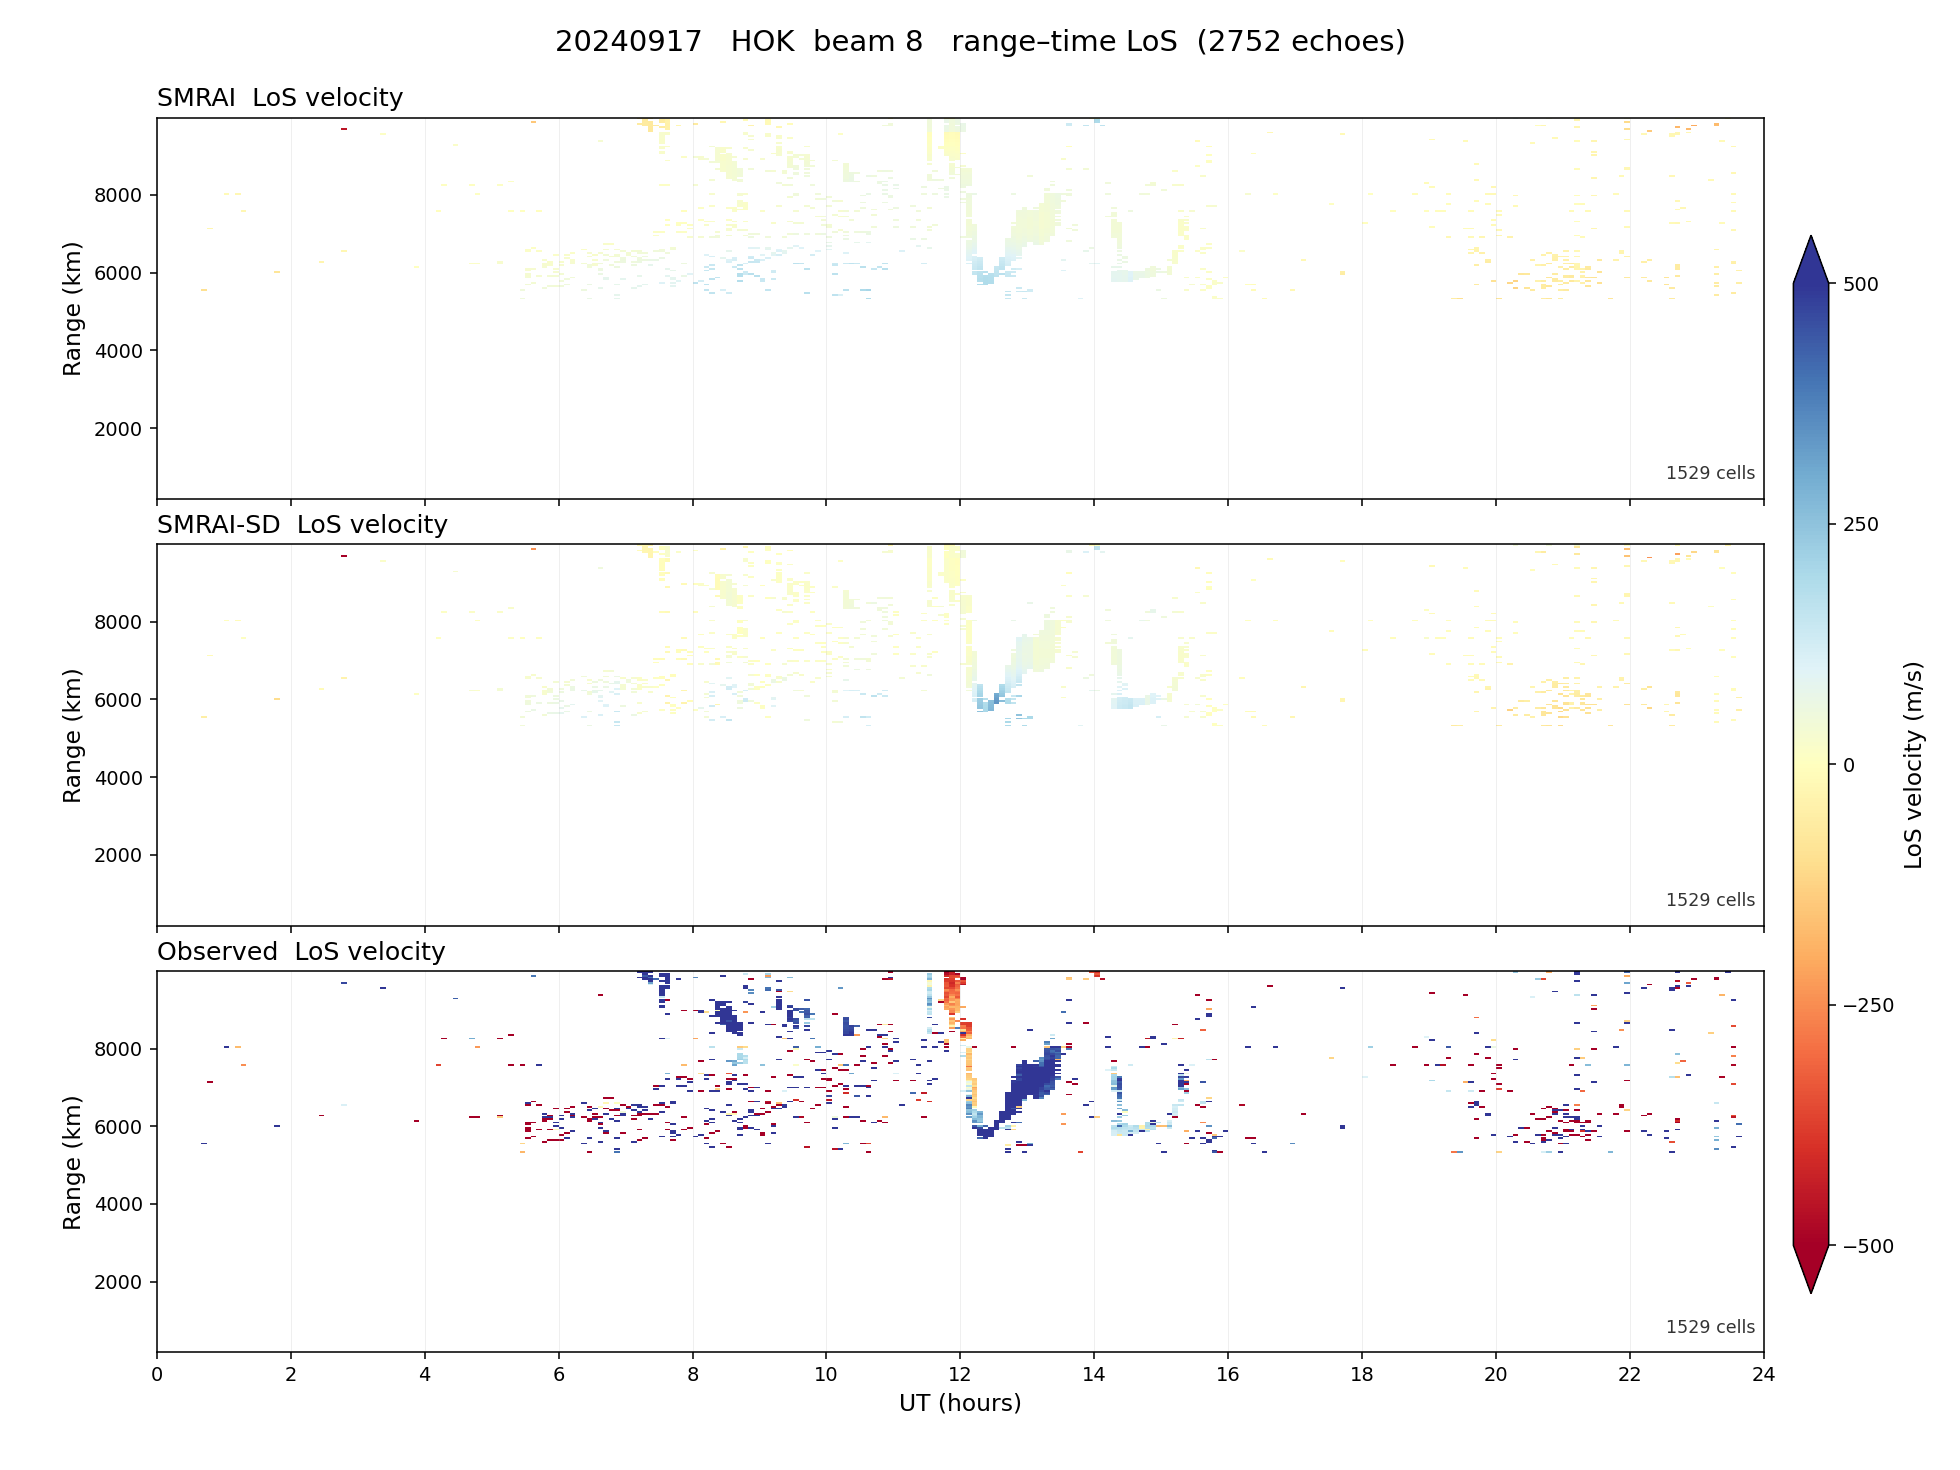 20240917   HOK  beam 8   range–time LoS  (2752 echoes)
SMRAI  LoS velocity
8000
6000
4000
2000
Range (km)
1529 cells
SMRAI-SD  LoS velocity
8000
6000
4000
2000
Range (km)
1529 cells
Observed  LoS velocity
8000
6000
4000
2000
Range (km)
1529 cells
0 2 4 6 8 10 12 14 16 18 20 22 24
UT (hours)
500
250
0
−250
−500
LoS velocity (m/s)